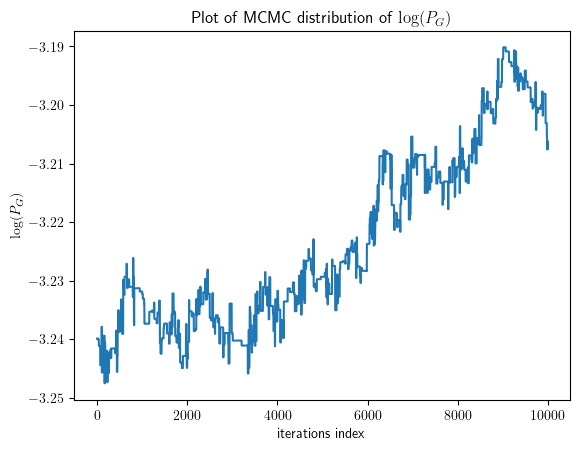 Plot of MCMC distribution of log(P_G)
log(P_G)
−3.19
−3.20
−3.21
−3.22
−3.23
−3.24
−3.25
0 2000 4000 6000 8000 10000
iterations index